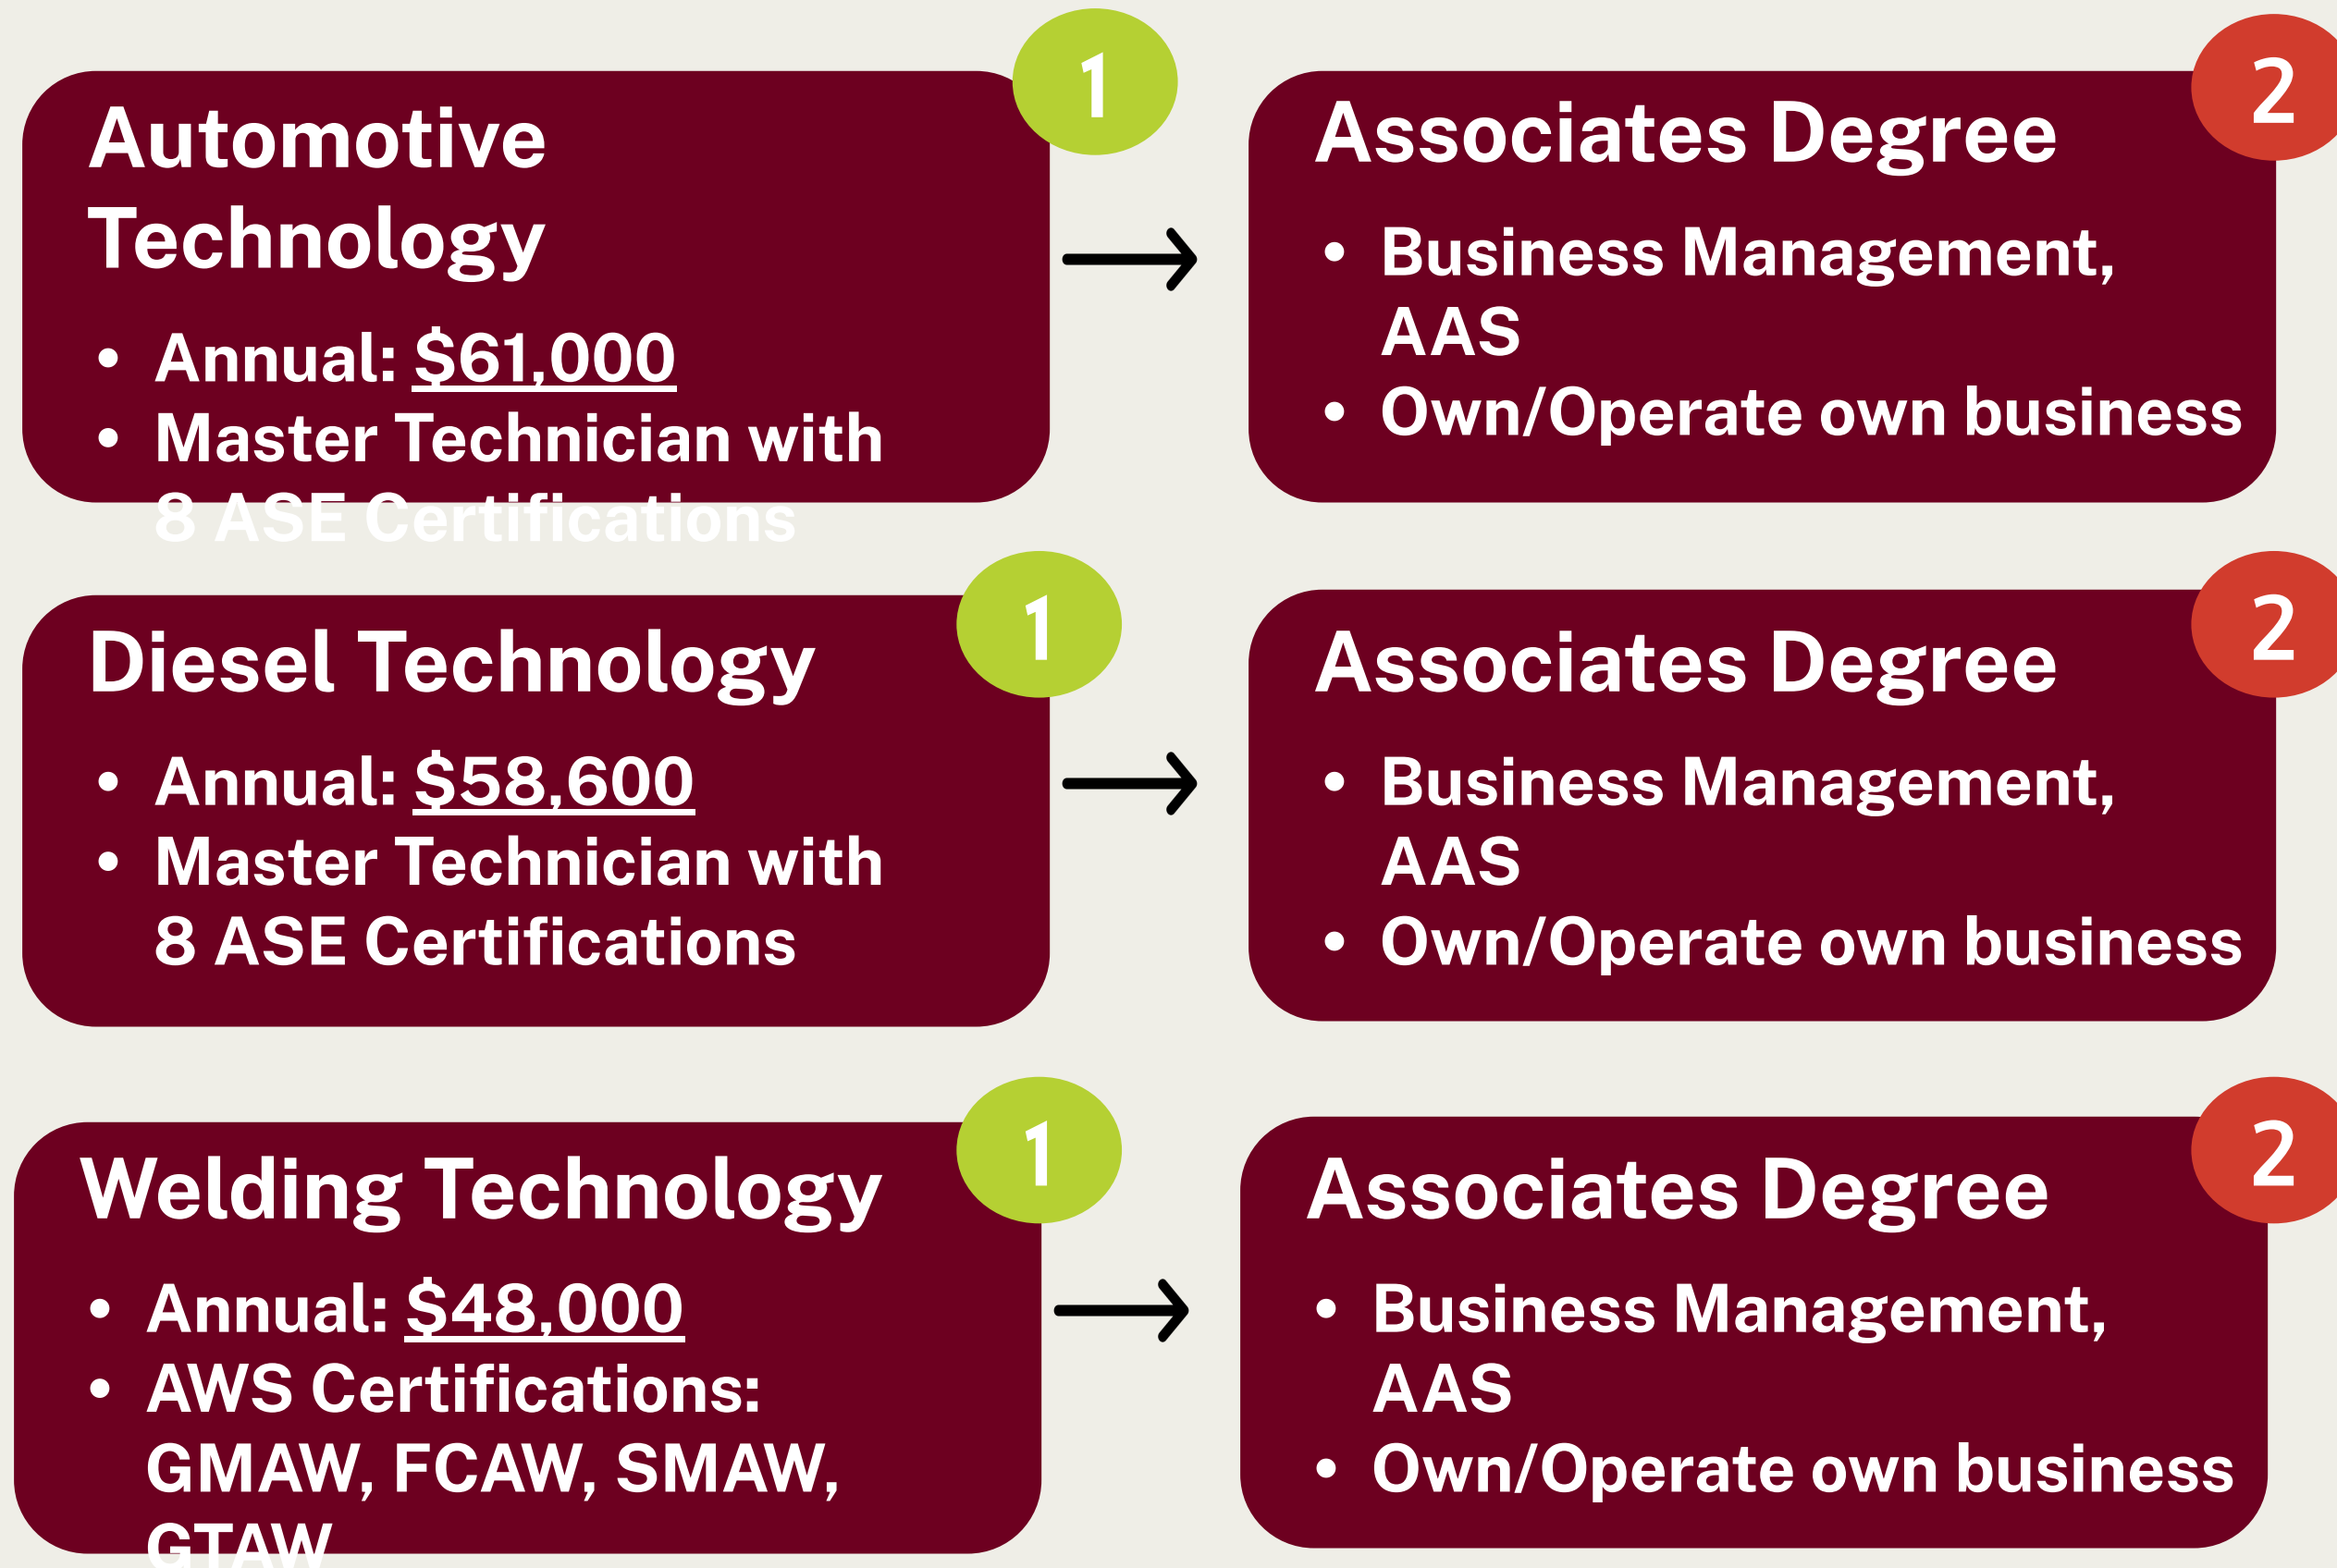 1
Automotive
Technology
• Annual: $61,000
• Master Technician with
8 ASE Certifications
2
Associates Degree
• Business Management,
AAS
• Own/Operate own business
1
Diesel Technology
• Annual: $58,600
• Master Technician with
8 ASE Certifications
2
Associates Degree
• Business Management,
AAS
• Own/Operate own business
1
Welding Technology
• Annual: $48,000
• AWS Certifications:
GMAW, FCAW, SMAW,
GTAW
2
Associates Degree
• Business Management,
AAS
• Own/Operate own business